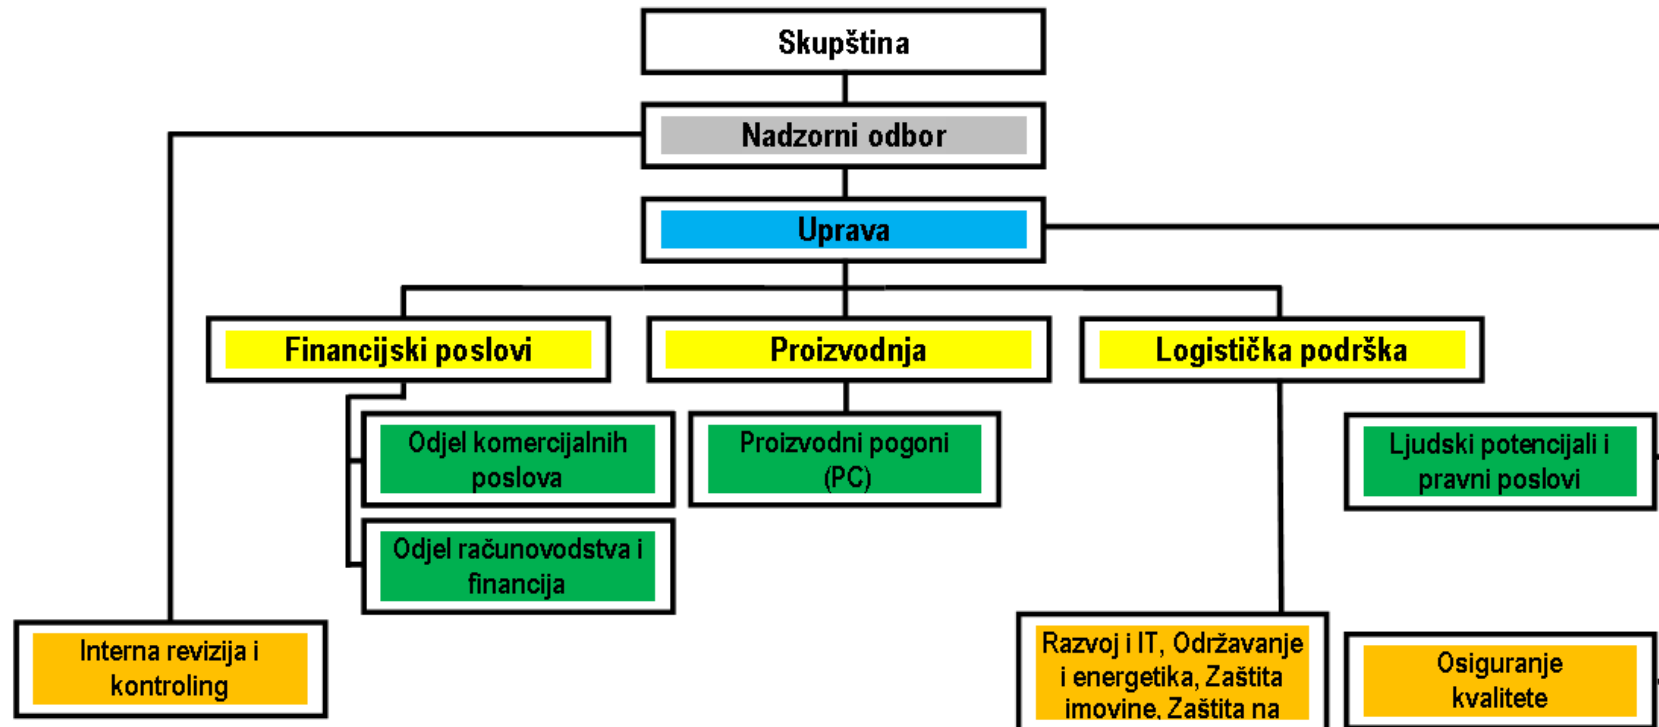 Skupština
Nadzorni odbor
Uprava
Financijski poslovi
Proizvodnja
Logistička podrška
Odjel komercijalnih
poslova
Proizvodni pogoni
(PC)
Ljudski potencijali i
pravni poslovi
Odjel računovodstva i
financija
Interna revizija i
kontroling
Razvoj i IT, Održavanje
i energetika, Zaštita
imovine, Zaštita na
Osiguranje
kvalitete